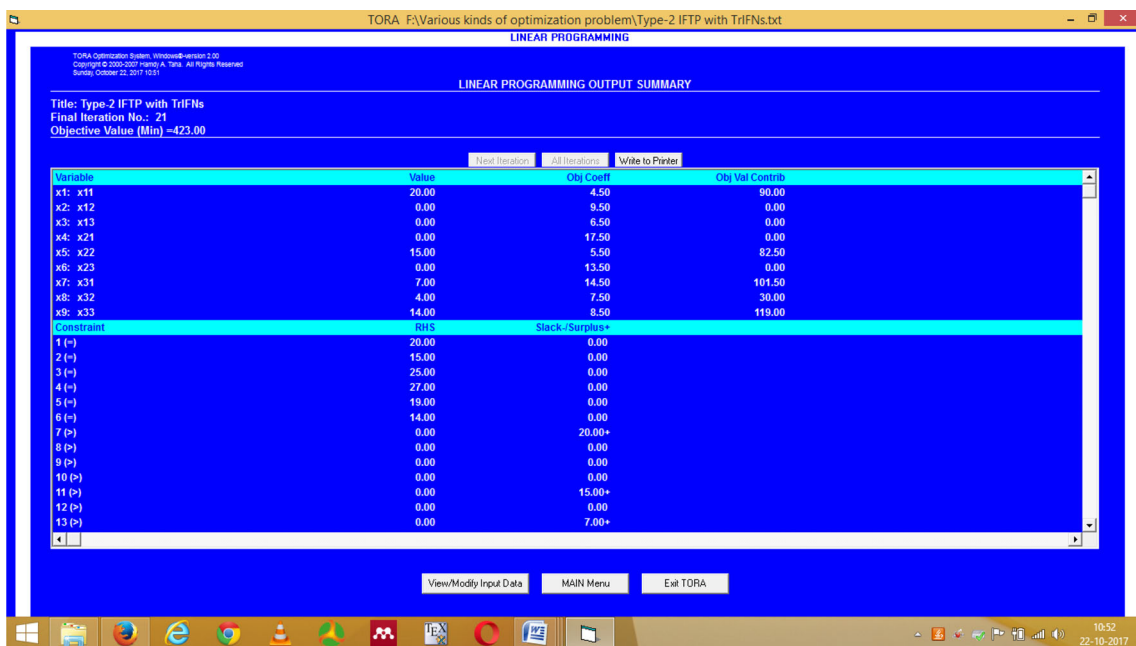 TORA F:\Various kinds of optimization problem\Type-2 IFTP with TrIFNs.txt
LINEAR PROGRAMMING
TORA Optimization System, Windows®-version 2.00
Copyright © 2000-2007 Hamdy A. Taha. All Rights Reserved
Sunday, October 22, 2017 10:51
LINEAR PROGRAMMING OUTPUT SUMMARY
Title: Type-2 IFTP with TrIFNs
Final Iteration No.: 21
Objective Value (Min) =423.00
Next Iteration All Iterations Write to Printer
Variable Value Obj Coeff Obj Val Contrib
x1: x11 20.00 4.50 90.00
x2: x12 0.00 9.50 0.00
x3: x13 0.00 6.50 0.00
x4: x21 0.00 17.50 0.00
x5: x22 15.00 5.50 82.50
x6: x23 0.00 13.50 0.00
x7: x31 7.00 14.50 101.50
x8: x32 4.00 7.50 30.00
x9: x33 14.00 8.50 119.00
Constraint RHS Slack-/Surplus+
1 (=) 20.00 0.00
2 (=) 15.00 0.00
3 (=) 25.00 0.00
4 (=) 27.00 0.00
5 (=) 19.00 0.00
6 (=) 14.00 0.00
7 (>) 0.00 20.00+
8 (>) 0.00 0.00
9 (>) 0.00 0.00
10 (>) 0.00 0.00
11 (>) 0.00 15.00+
12 (>) 0.00 0.00
13 (>) 0.00 7.00+
View/Modify Input Data MAIN Menu Exit TORA
TEX
10:52
22-10-2017